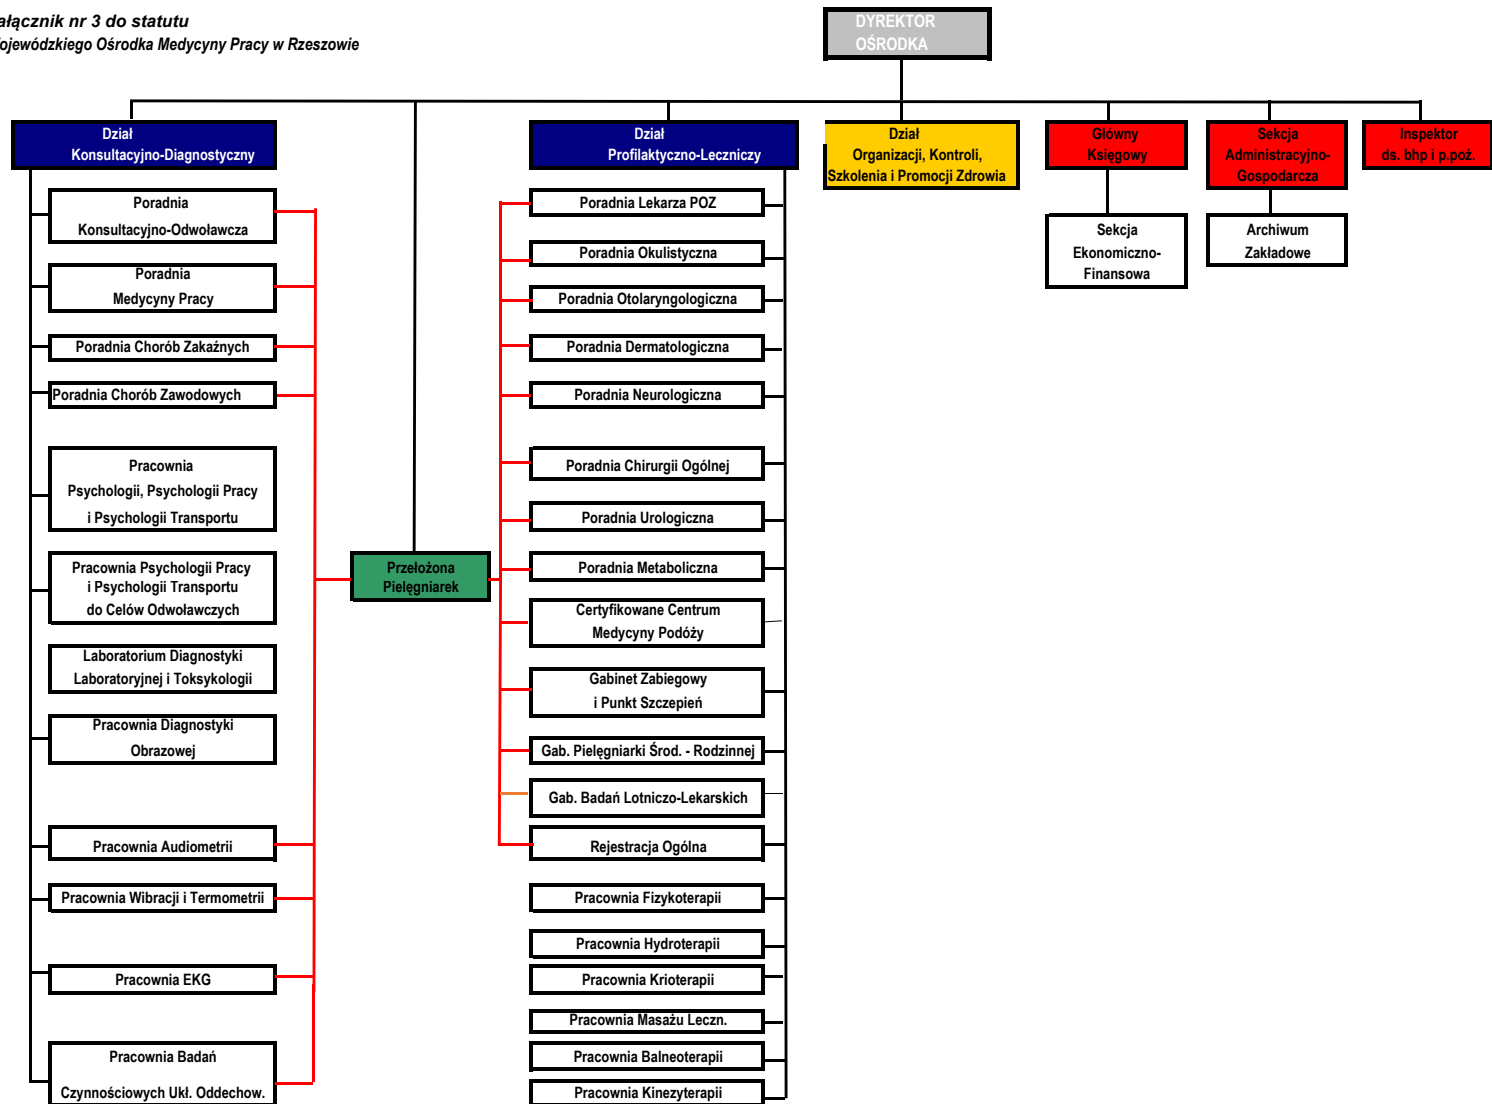 ałącznik nr 3 do statutu
ojewódzkiego Ośrodka Medycyny Pracy w Rzeszowie
DYREKTOR
OŚRODKA
Dział
Konsultacyjno-Diagnostyczny
Dział
Profilaktyczno-Leczniczy
Dział
Organizacji, Kontroli,
Szkolenia i Promocji Zdrowia
Główny
Księgowy
Sekcja
Administracyjno-
Gospodarcza
Inspektor
ds. bhp i p.poż.
Poradnia
Konsultacyjno-Odwoławcza
Poradnia
Medycyny Pracy
Poradnia Chorób Zakaźnych
Poradnia Chorób Zawodowych
Pracownia
Psychologii, Psychologii Pracy
i Psychologii Transportu
Pracownia Psychologii Pracy
i Psychologii Transportu
do Celów Odwoławczych
Laboratorium Diagnostyki
Laboratoryjnej i Toksykologii
Pracownia Diagnostyki
Obrazowej
Pracownia Audiometrii
Pracownia Wibracji i Termometrii
Pracownia EKG
Pracownia Badań
Czynnościowych Ukł. Oddechow.
Przełożona
Pielęgniarek
Poradnia Lekarza POZ
Poradnia Okulistyczna
Poradnia Otolaryngologiczna
Poradnia Dermatologiczna
Poradnia Neurologiczna
Poradnia Chirurgii Ogólnej
Poradnia Urologiczna
Poradnia Metaboliczna
Certyfikowane Centrum
Medycyny Podóży
Gabinet Zabiegowy
i Punkt Szczepień
Gab. Pielęgniarki Środ. - Rodzinnej
Gab. Badań Lotniczo-Lekarskich
Rejestracja Ogólna
Pracownia Fizykoterapii
Pracownia Hydroterapii
Pracownia Krioterapii
Pracownia Masażu Leczn.
Pracownia Balneoterapii
Pracownia Kinezyterapii
Sekcja
Ekonomiczno-
Finansowa
Archiwum
Zakładowe